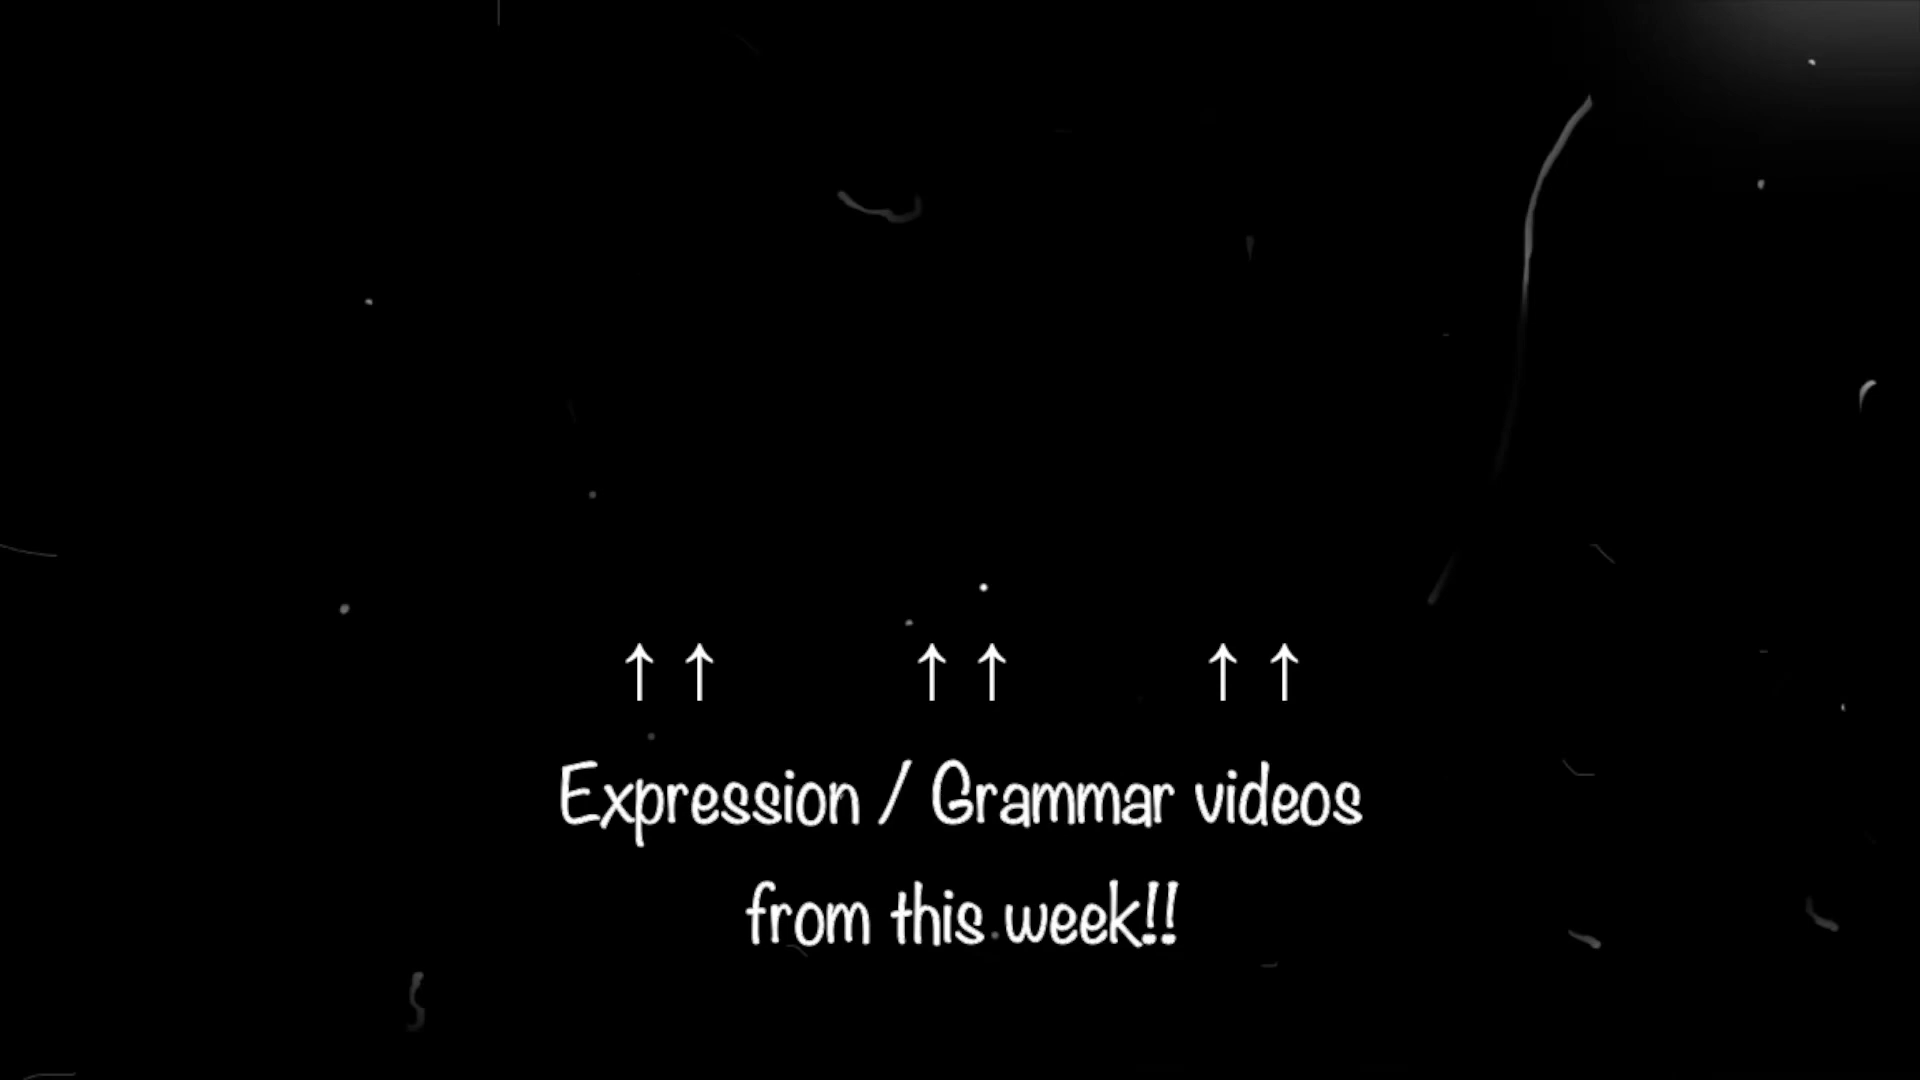 ↑ ↑ ↑ ↑ ↑ ↑
Expression / Grammar videos
from this week!!